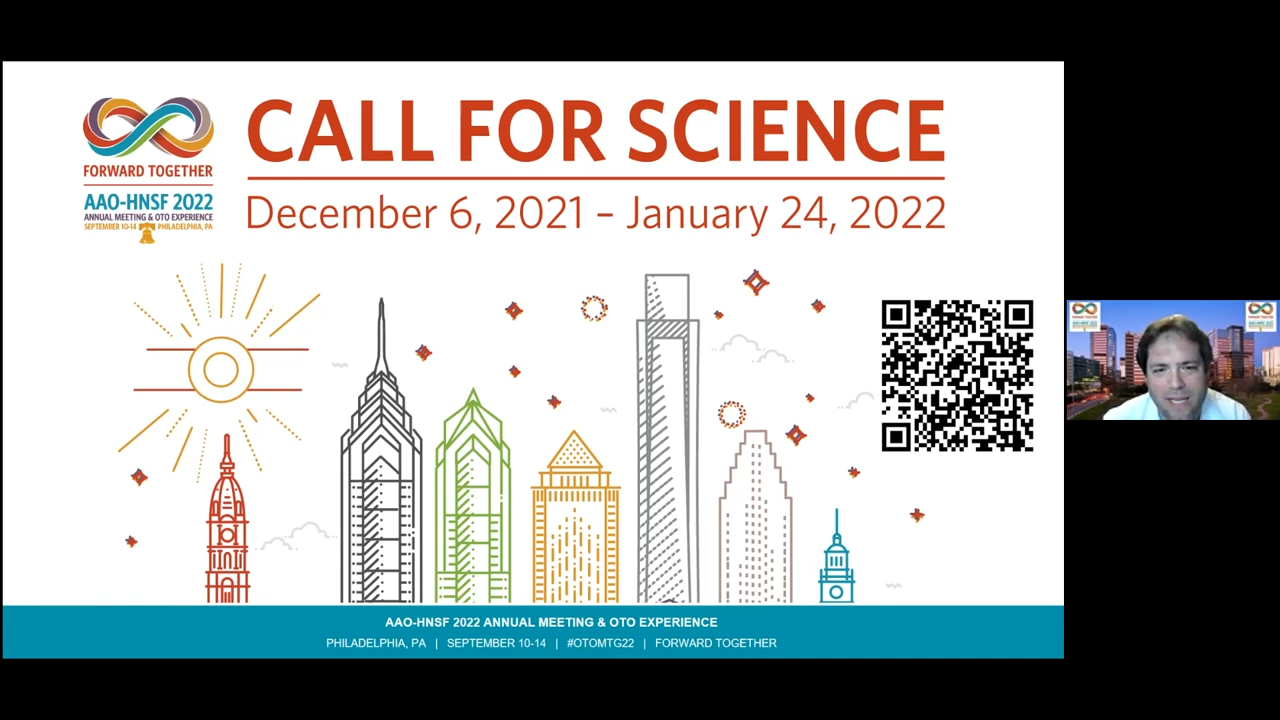 CALL FOR SCIENCE
December 6, 2021 – January 24, 2022
FORWARD TOGETHER
AAO-HNSF 2022
ANNUAL MEETING & OTO EXPERIENCE
SEPTEMBER 10-14 PHILADELPHIA, PA
AAO-HNSF 2022 ANNUAL MEETING & OTO EXPERIENCE
PHILADELPHIA, PA | SEPTEMBER 10-14 | #OTOMTG22 | FORWARD TOGETHER